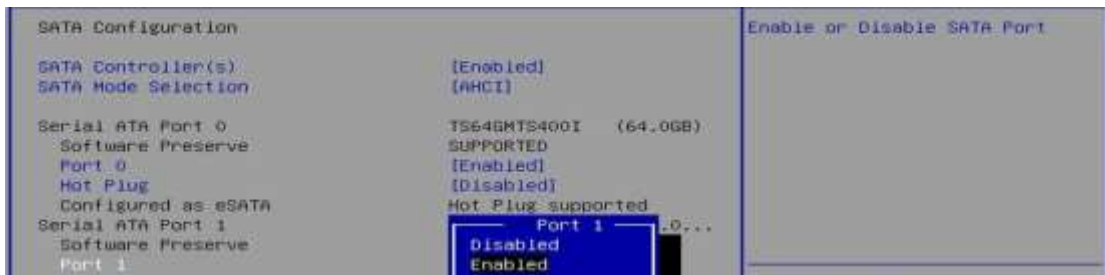 SATA Configuration
Enable or Disable SATA Port
SATA Controller(s) [Enabled]
SATA Mode Selection [AHCI]
Serial ATA Port 0 TS64GMTS400I (64.0GB)
Software Preserve SUPPORTED
Port 0 [Enabled]
Hot Plug [Disabled]
Configured as eSATA Hot Plug supported
Serial ATA Port 1 .0...
Port 1
Software Preserve
Disabled
Port 1
Enabled